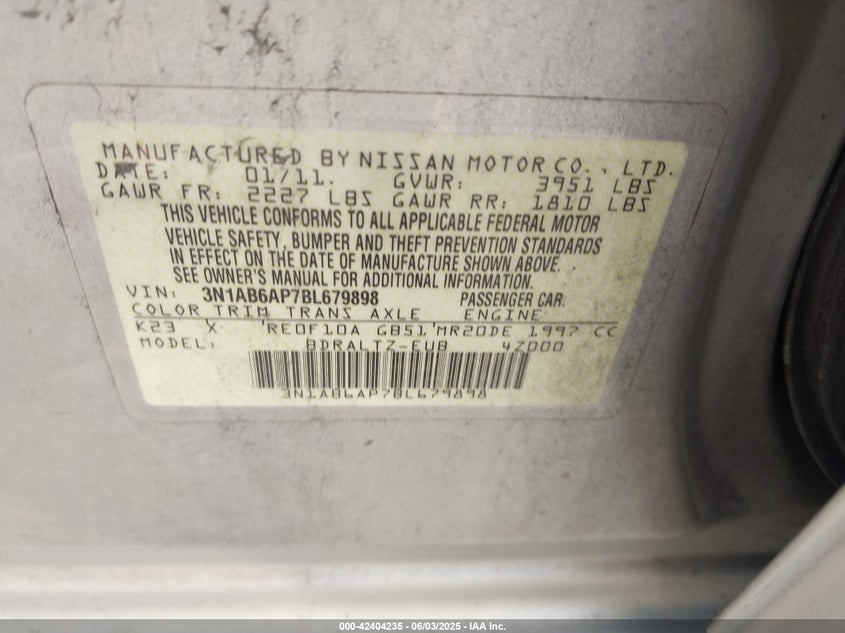 MANUFACTURED BY NISSAN MOTOR CO., LTD.
DATE: 01/11. GVWR: 3951 LBS
GAWR FR: 2227 LBS GAWR RR: 1810 LBS
THIS VEHICLE CONFORMS TO ALL APPLICABLE FEDERAL MOTOR
VEHICLE SAFETY, BUMPER AND THEFT PREVENTION STANDARDS
IN EFFECT ON THE DATE OF MANUFACTURE SHOWN ABOVE.
SEE OWNER'S MANUAL FOR ADDITIONAL INFORMATION.
VIN: 3N1AB6AP7BL679898 PASSENGER CAR.
COLOR TRIM TRANS AXLE ENGINE
K23 X RE0F10A GB51 MR20DE 1997 CC
MODEL: BDRALTZ-EUB 4Z000
3N1AB6AP7BL679898
000-42404235 - 06/03/2025 - IAA Inc.